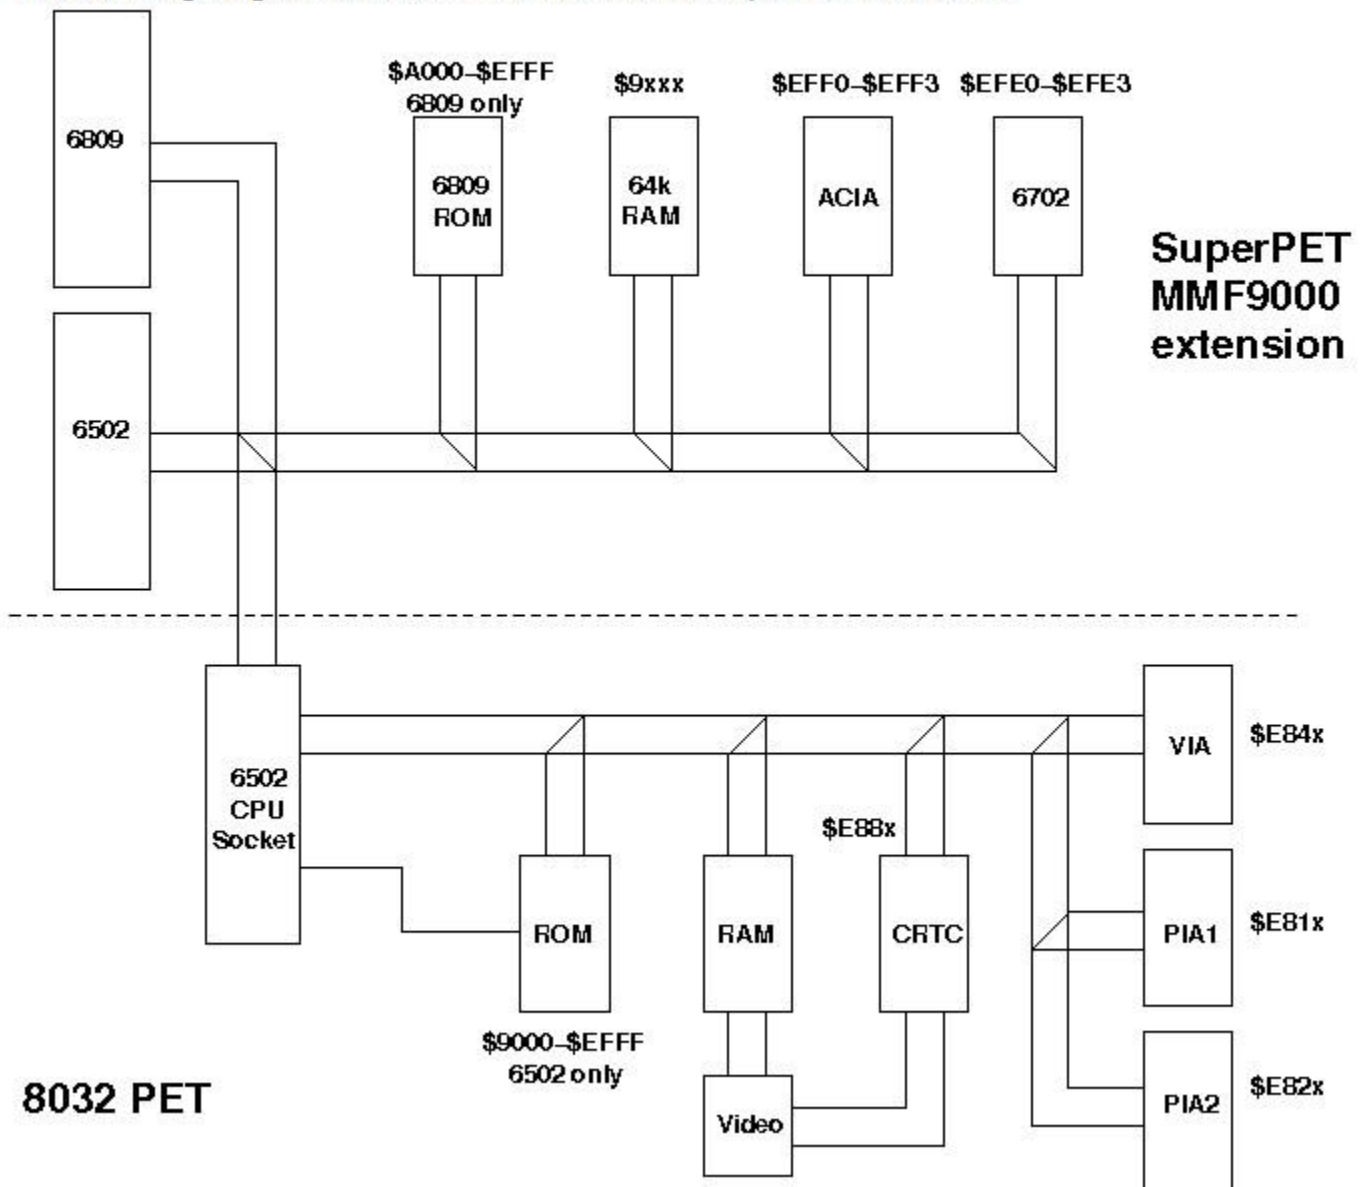 $A000–$EFFF
6809 only
$9xxx
$EFF0–$EFF3
$EFE0–$EFE3
6809
6809
ROM
64k
RAM
ACIA
6702
SuperPET
MMF9000
extension
6502
6502
CPU
Socket
VIA
$E84x
$E88x
ROM
RAM
CRTC
PIA1
$E81x
$9000–$EFFF
6502 only
8032 PET
Video
PIA2
$E82x